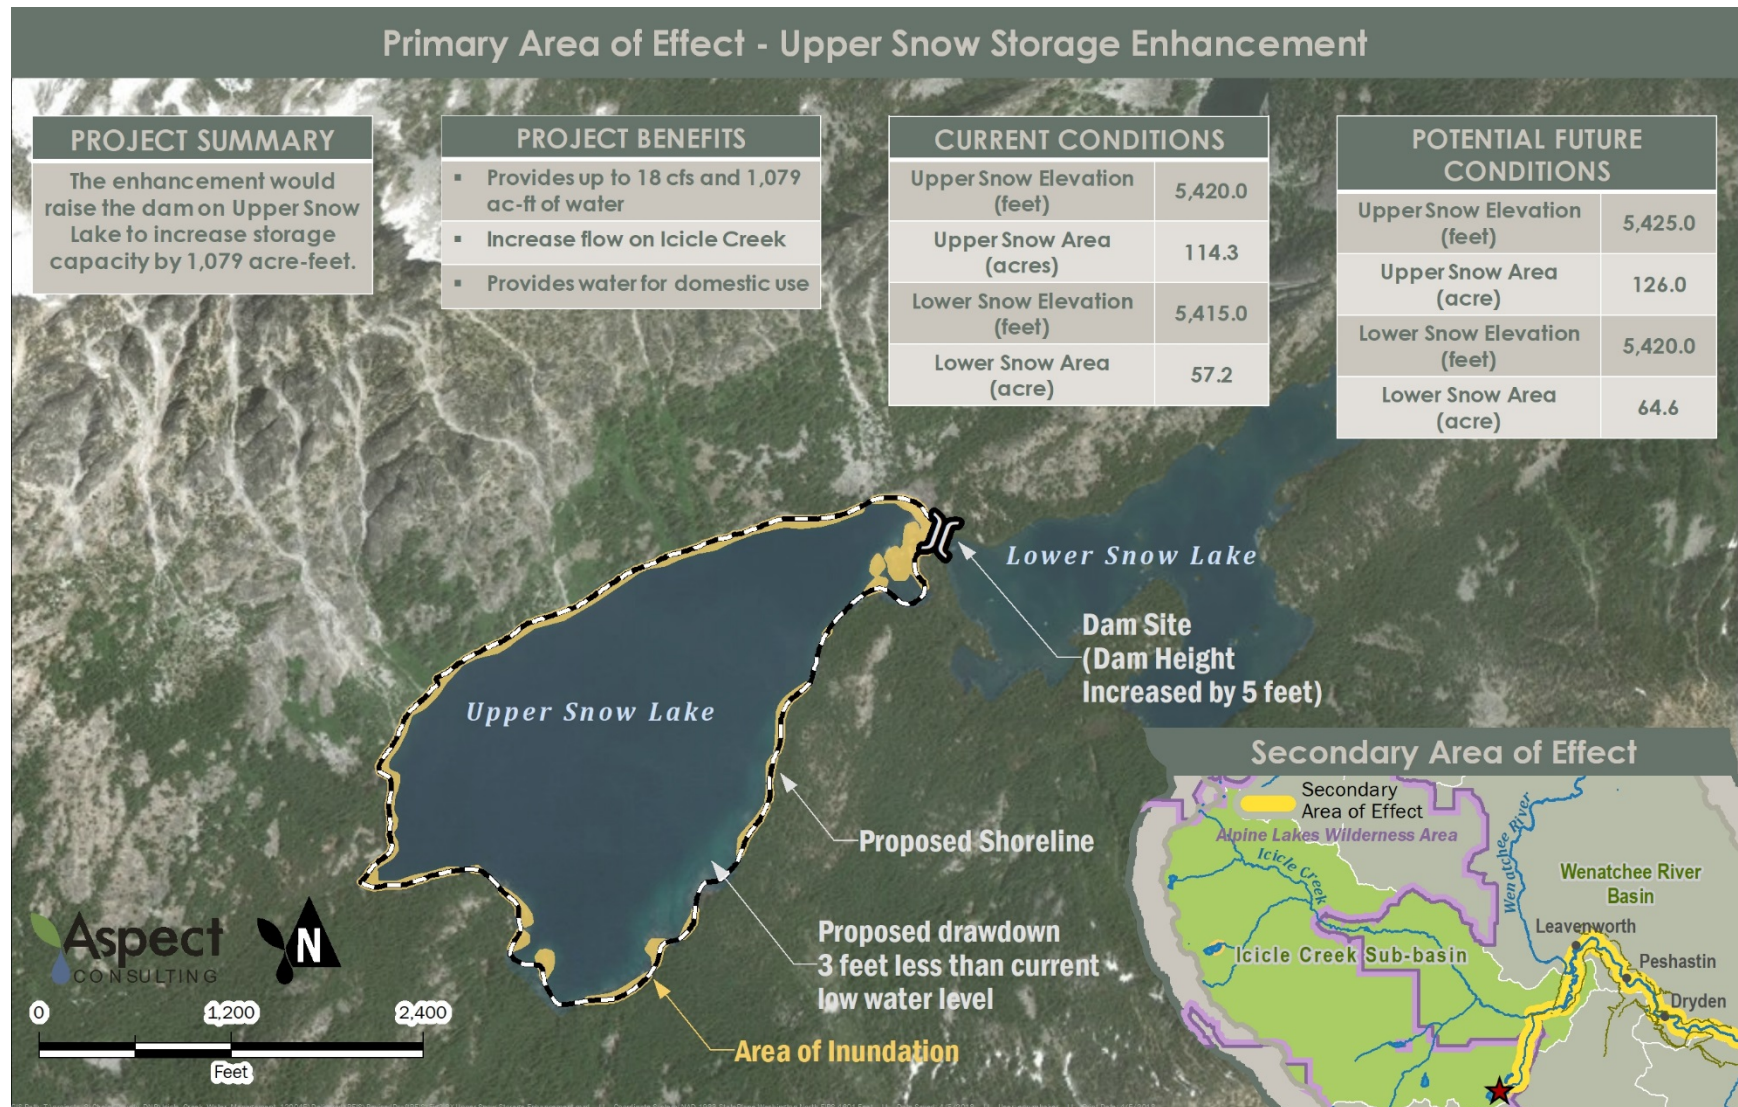 Primary Area of Effect - Upper Snow Storage Enhancement
PROJECT SUMMARY
The enhancement would
raise the dam on Upper Snow
Lake to increase storage
capacity by 1,079 acre-feet.
PROJECT BENEFITS
▪ Provides up to 18 cfs and 1,079
ac-ft of water
▪ Increase flow on Icicle Creek
▪ Provides water for domestic use
CURRENT CONDITIONS
Upper Snow Elevation
(feet)
5,420.0
Upper Snow Area
(acres)
114.3
Lower Snow Elevation
(feet)
5,415.0
Lower Snow Area
(acre)
57.2
POTENTIAL FUTURE
CONDITIONS
Upper Snow Elevation
(feet)
5,425.0
Upper Snow Area
(acre)
126.0
Lower Snow Elevation
(feet)
5,420.0
Lower Snow Area
(acre)
64.6
Lower Snow Lake
Dam Site
(Dam Height
Increased by 5 feet)
Upper Snow Lake
Proposed Shoreline
Proposed drawdown
3 feet less than current
low water level
Area of Inundation
Aspect
CONSULTING
N
0 1,200 2,400
Feet
Secondary Area of Effect
Secondary
Area of Effect
Alpine Lakes Wilderness Area
Icicle Creek
Wenatchee River
Wenatchee River
Basin
Leavenworth
Icicle Creek Sub-basin
Peshastin
Dryden